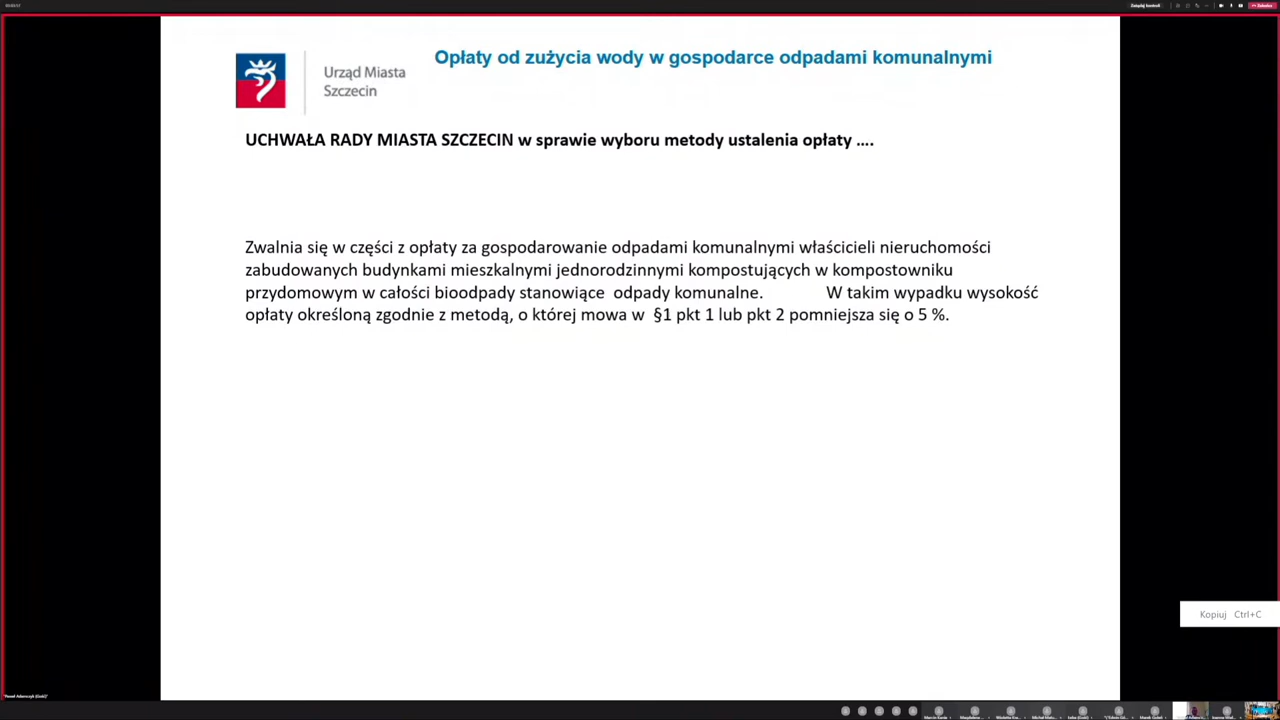 Zażądaj kontroli
Zakończ
Opłaty od zużycia wody w gospodarce odpadami komunalnymi
Urząd Miasta
Szczecin
UCHWAŁA RADY MIASTA SZCZECIN w sprawie wyboru metody ustalenia opłaty ….
Zwalnia się w części z opłaty za gospodarowanie odpadami komunalnymi właścicieli nieruchomości
zabudowanych budynkami mieszkalnymi jednorodzinnymi kompostujących w kompostowniku
przydomowym w całości bioodpady stanowiące odpady komunalne. W takim wypadku wysokość
opłaty określoną zgodnie z metodą, o której mowa w §1 pkt 1 lub pkt 2 pomniejsza się o 5 %.
Kopiuj Ctrl+C